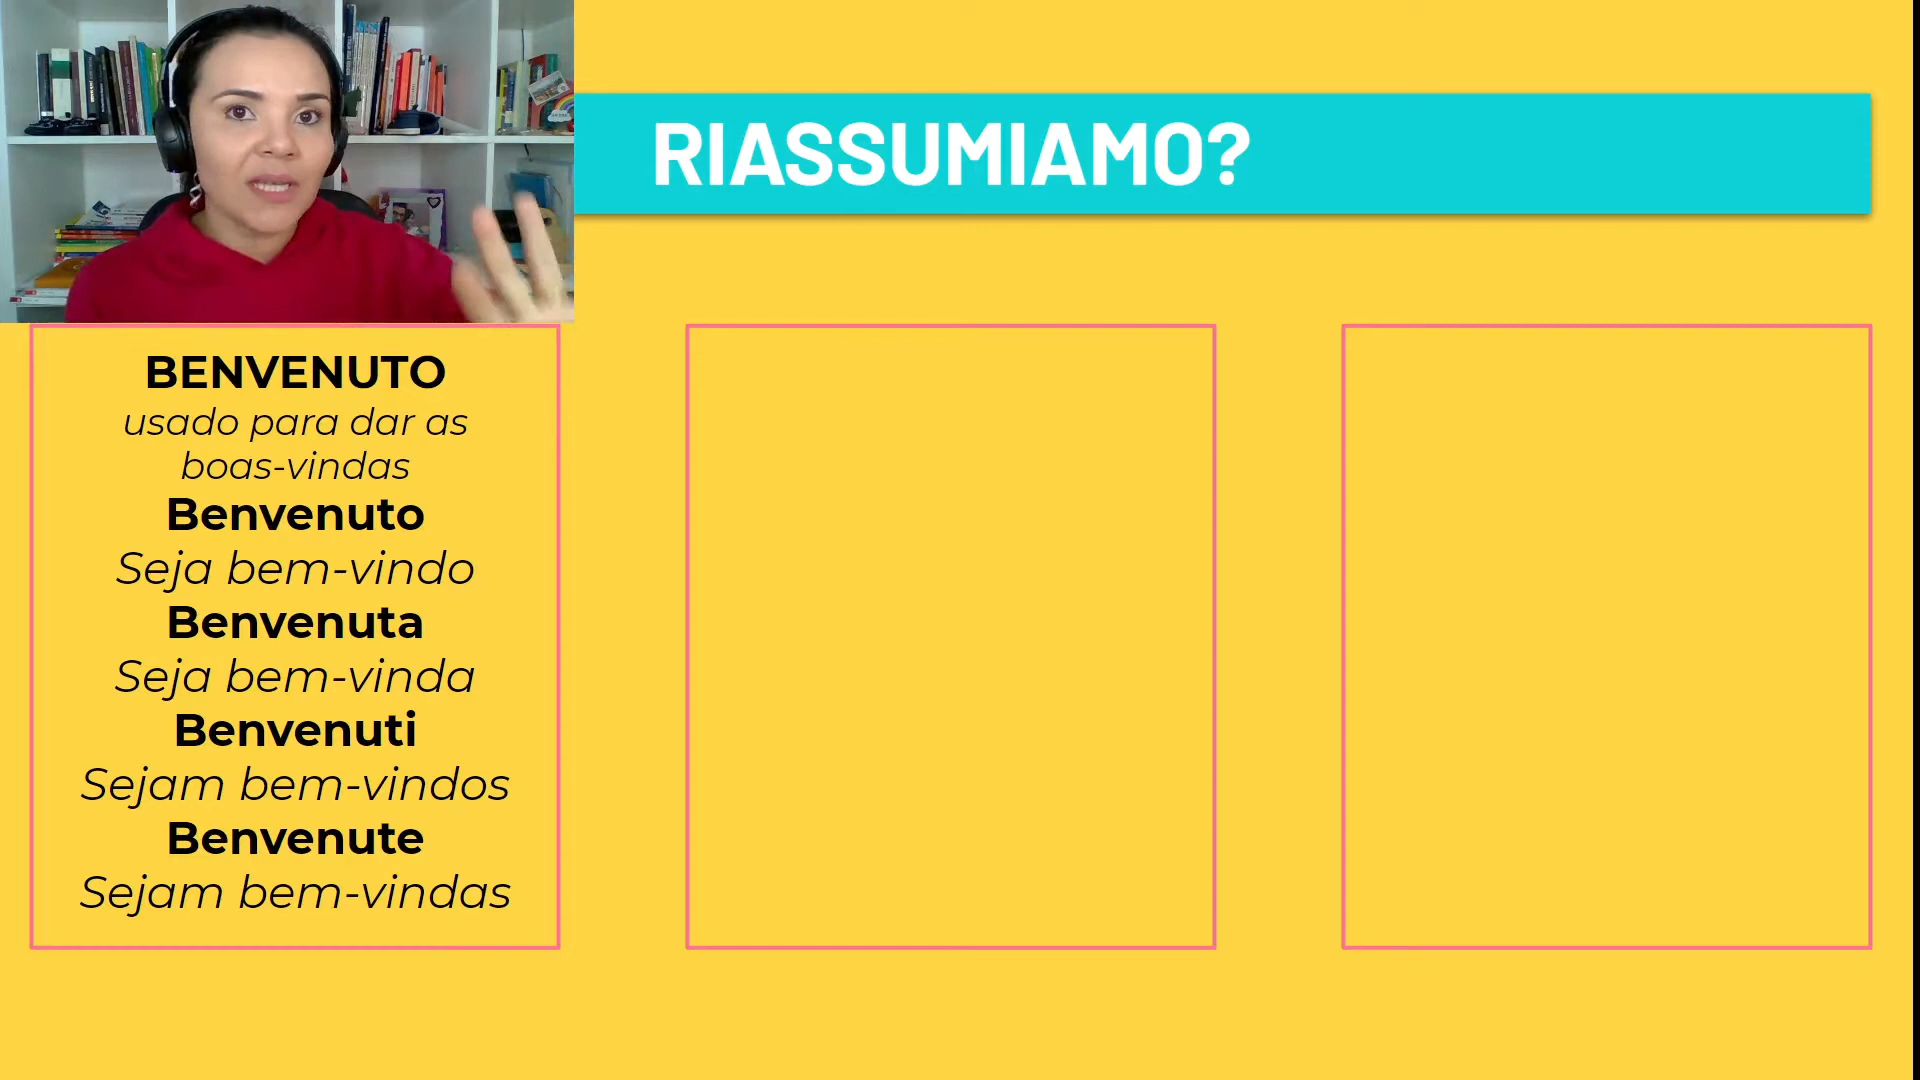 RIASSUMIAMO?
BENVENUTO
usado para dar as
boas-vindas
Benvenuto
Seja bem-vindo
Benvenuta
Seja bem-vinda
Benvenuti
Sejam bem-vindos
Benvenute
Sejam bem-vindas